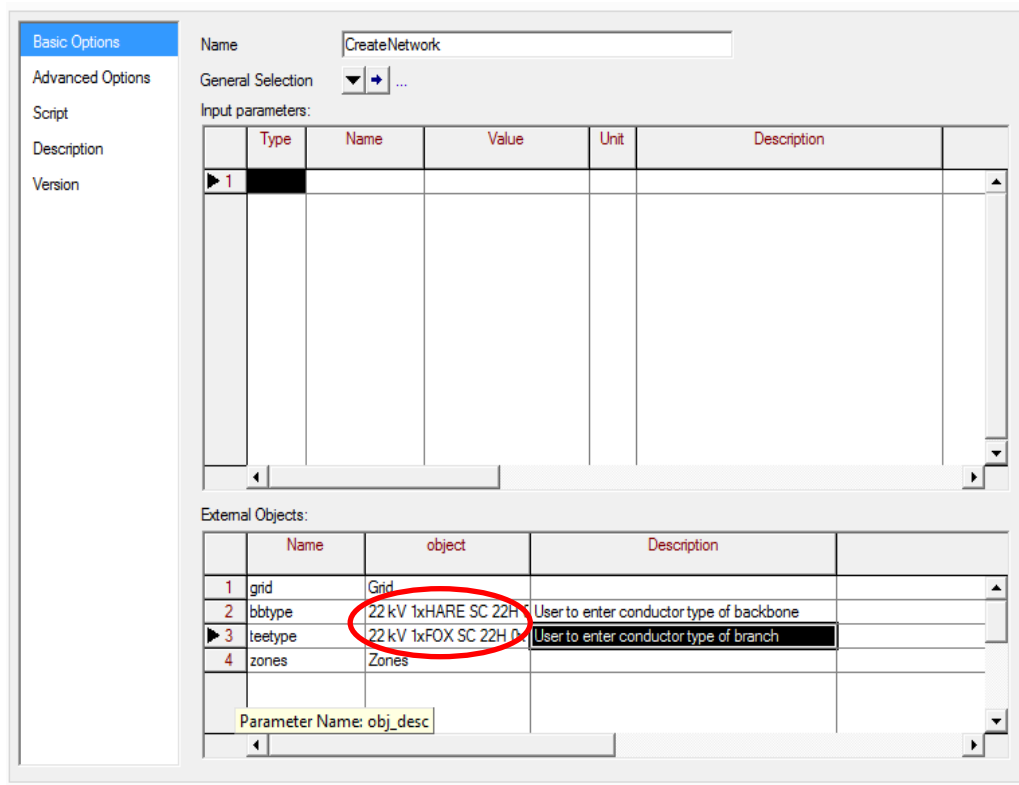 Basic Options
Advanced Options
Script
Description
Version
Name CreateNetwork
General Selection ...
Input parameters:
Type Name Value Unit Description
1
External Objects:
Name object Description
1 grid Grid
2 bbtype 22 kV 1xHARE SC 22H User to enter conductor type of backbone
3 teetype 22 kV 1xFOX SC 22H User to enter conductor type of branch
4 zones Zones
Parameter Name: obj_desc